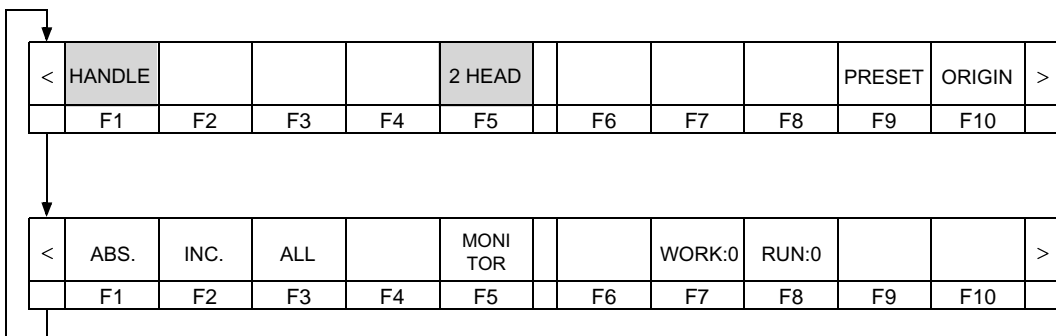 < HANDLE 2 HEAD PRESET ORIGIN >
F1 F2 F3 F4 F5 F6 F7 F8 F9 F10
< ABS. INC. ALL MONI TOR WORK:0 RUN:0 >
F1 F2 F3 F4 F5 F6 F7 F8 F9 F10